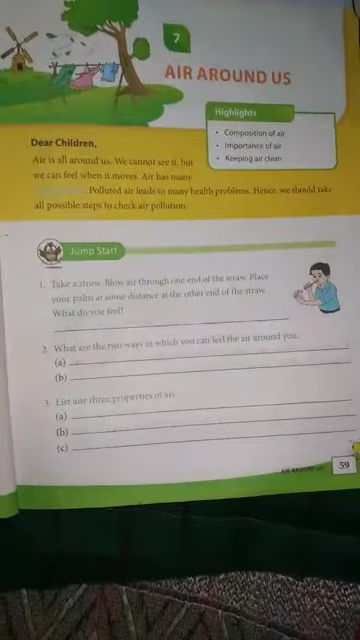 7
AIR AROUND US
Highlights
• Composition of air
• Importance of air
• Keeping air clean
Dear Children,
Air is all around us. We cannot see it, but
we can feel when it moves. Air has many
. Polluted air leads to many health problems. Hence, we should take
all possible steps to check air pollution.
Jump Start
1. Take a straw. Blow air through one end of the straw. Place
your palm at some distance at the other end of the straw.
What do you feel?
2. What are the two ways in which you can feel the air around you.
(a)
(b)
3. List any three properties of air.
(a)
(b)
(c)
AIR AROUND US
59